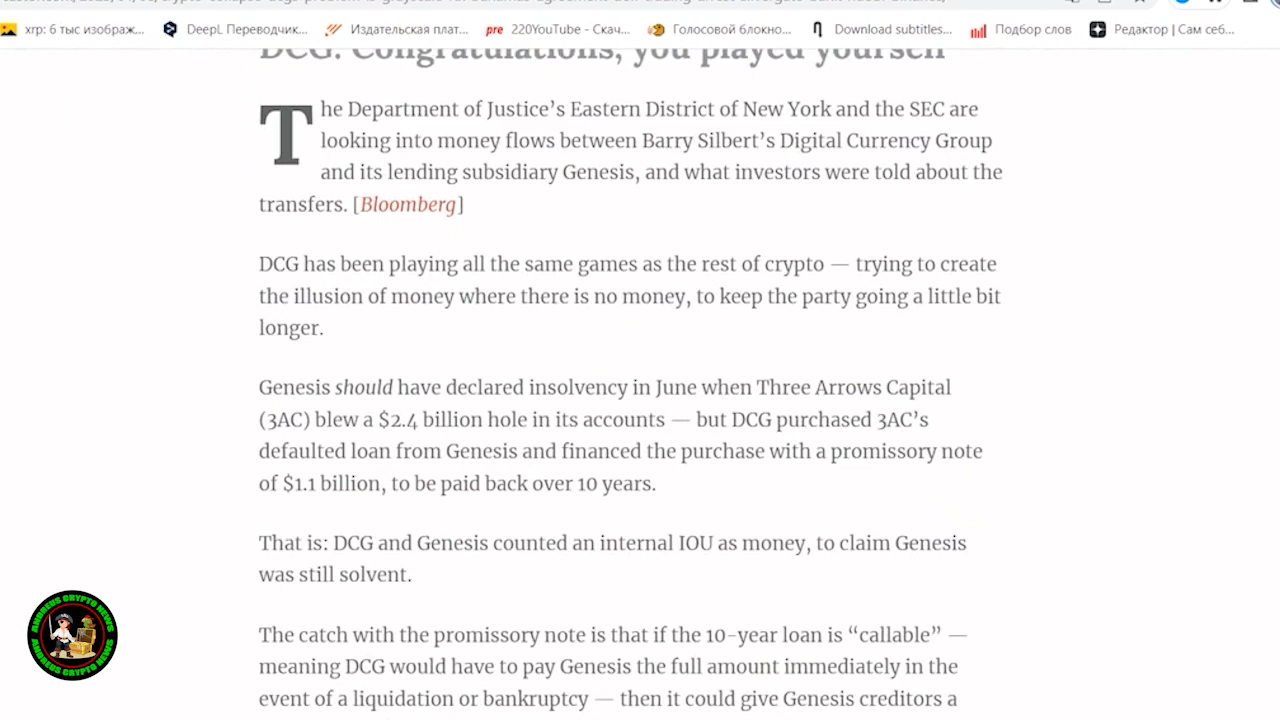 xrp: 6 тыс изображ...
DeepL Переводчик...
Издательская плат...
pre 220YouTube - Скач...
Голосовой блокно...
Download subtitles...
Подбор слов
Редактор | Сам себ...
DCG: Congratulations, you played yourself
The Department of Justice’s Eastern District of New York and the SEC are
looking into money flows between Barry Silbert’s Digital Currency Group
and its lending subsidiary Genesis, and what investors were told about the
transfers. [Bloomberg]
DCG has been playing all the same games as the rest of crypto — trying to create
the illusion of money where there is no money, to keep the party going a little bit
longer.
Genesis should have declared insolvency in June when Three Arrows Capital
(3AC) blew a $2.4 billion hole in its accounts — but DCG purchased 3AC’s
defaulted loan from Genesis and financed the purchase with a promissory note
of $1.1 billion, to be paid back over 10 years.
That is: DCG and Genesis counted an internal IOU as money, to claim Genesis
was still solvent.
The catch with the promissory note is that if the 10-year loan is “callable” —
meaning DCG would have to pay Genesis the full amount immediately in the
event of a liquidation or bankruptcy — then it could give Genesis creditors a
ANDREUS CRYPTO NEWS
ANDREUS CRYPTO NEWS